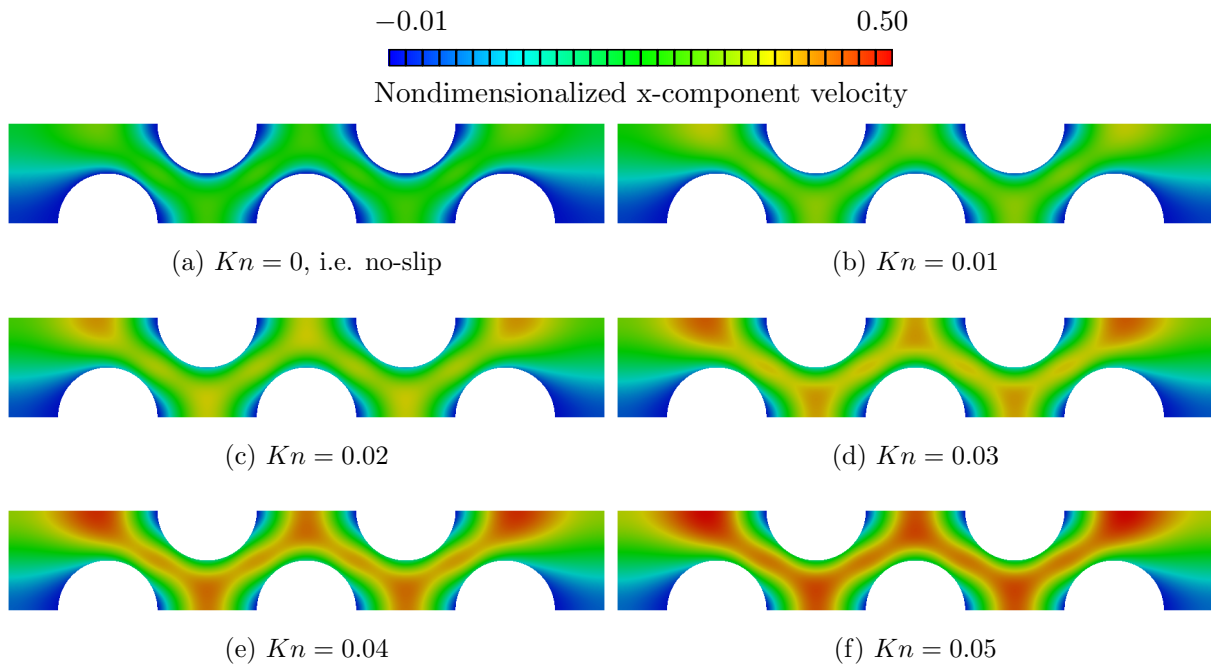 −0.01 0.50
Nondimensionalized x-component velocity
(a) Kn = 0, i.e. no-slip
(b) Kn = 0.01
(c) Kn = 0.02
(d) Kn = 0.03
(e) Kn = 0.04
(f) Kn = 0.05